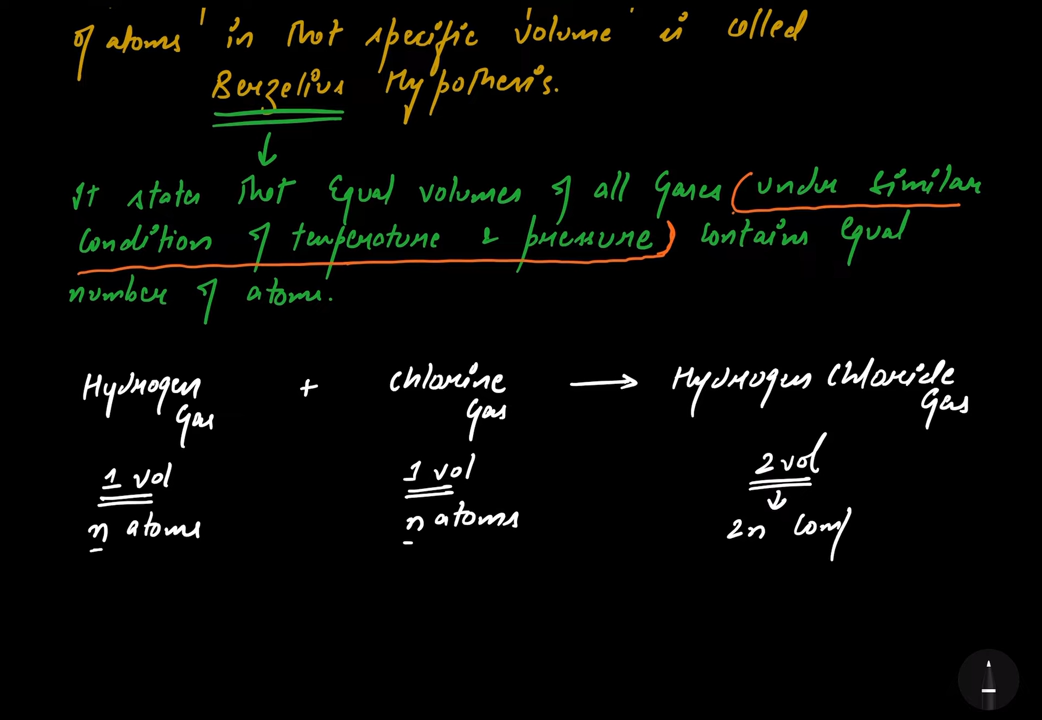 of atoms' in that specific 'volume' is called
Berzelius Hypothesis.
It states that Equal volumes of all Gases (under similar
condition of temperature & pressure) contains equal
number of atoms.
Hydrogen Gas + Chlorine Gas → Hydrogen Chloride Gas
1 vol 1 vol 2 vol
n atoms n atoms 2n Com